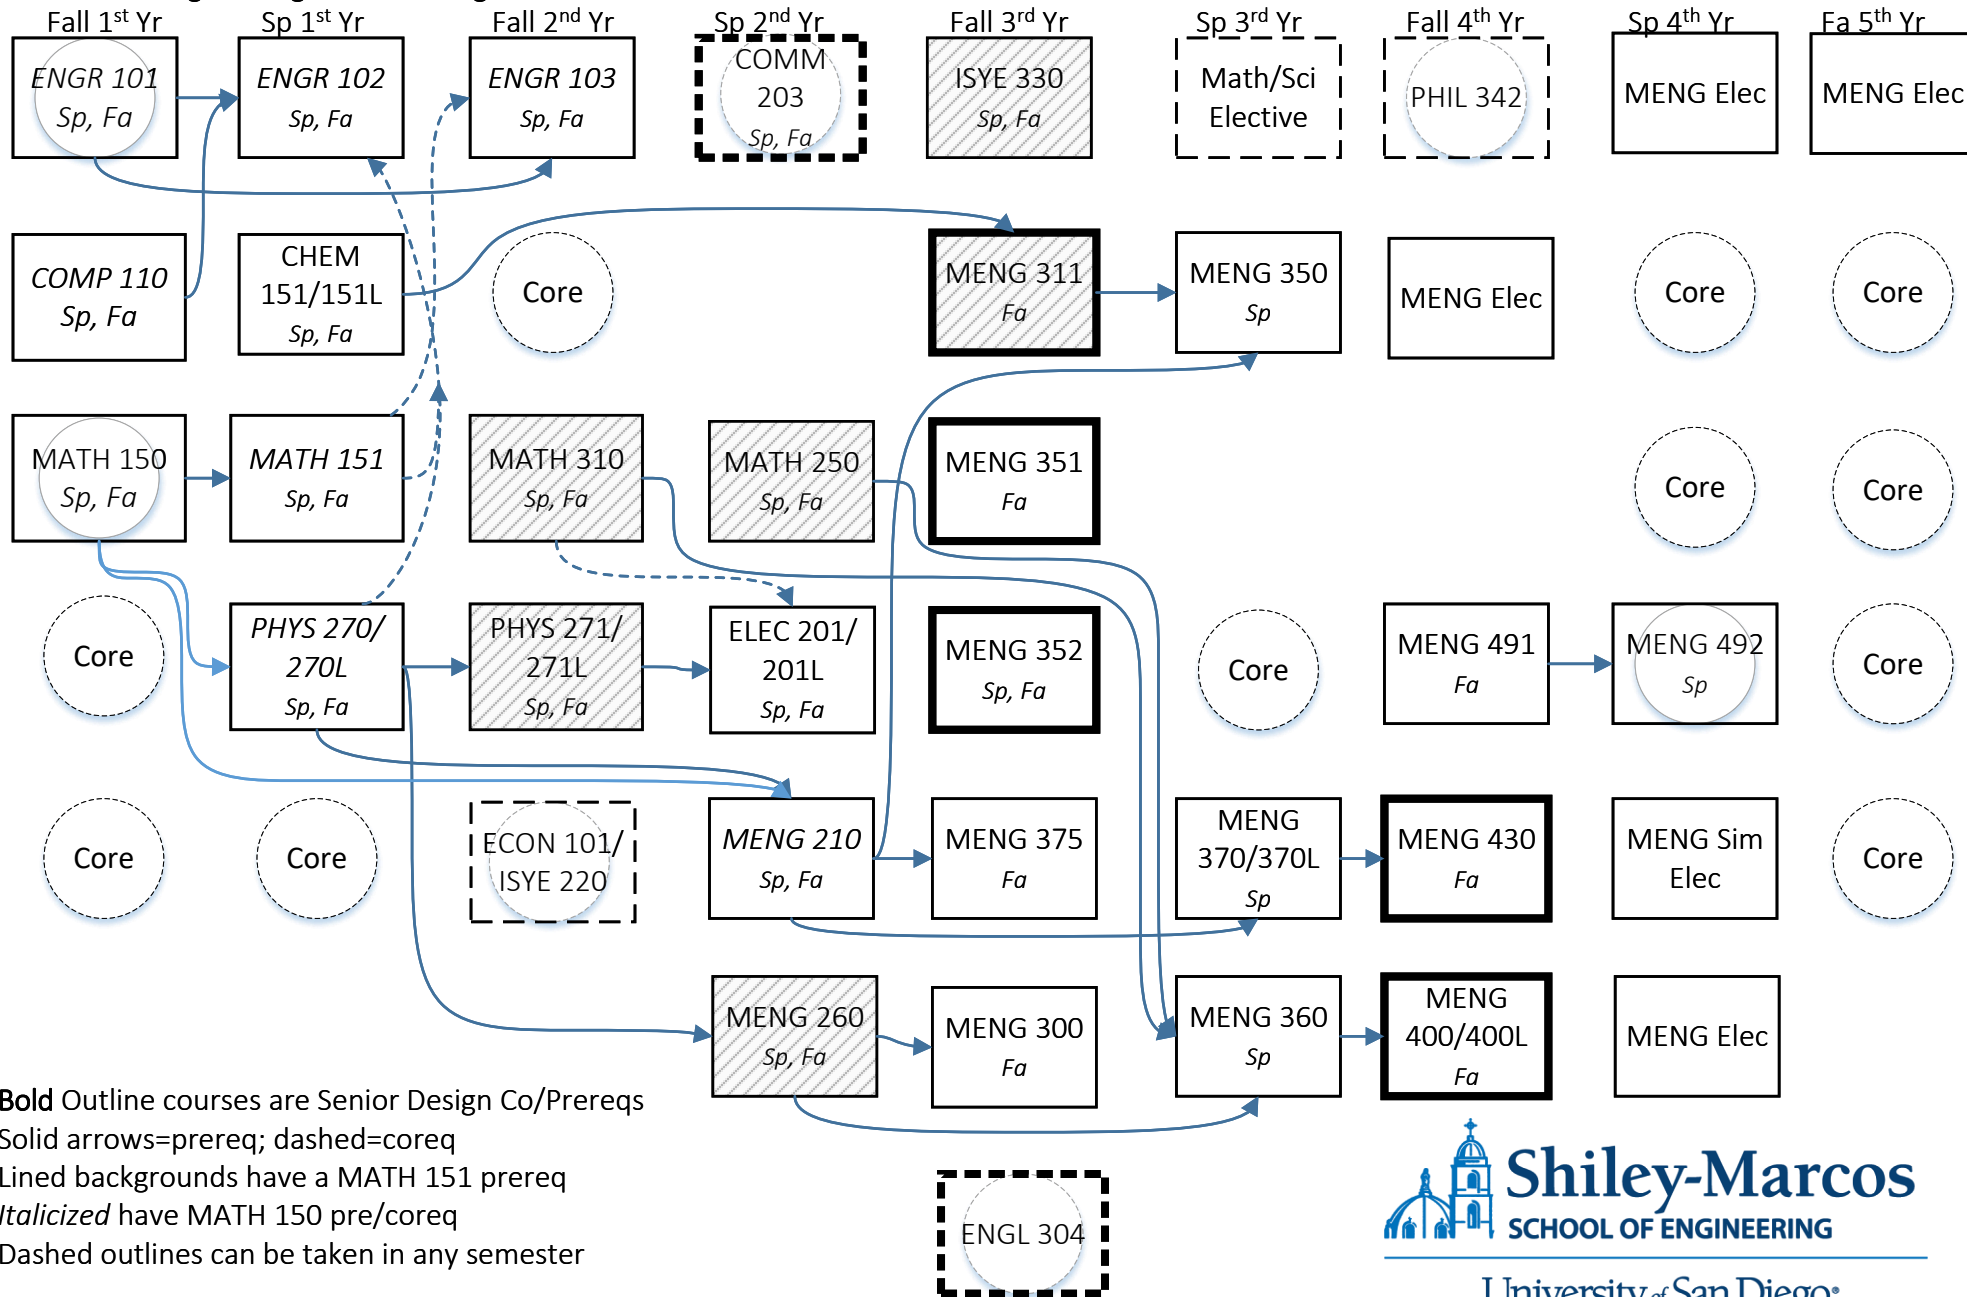 Fall 1st Yr
Sp 1st Yr
Fall 2nd Yr
Sp 2nd Yr
Fall 3rd Yr
Sp 3rd Yr
Fall 4th Yr
Sp 4th Yr
Fa 5th Yr
ENGR 101
Sp, Fa
ENGR 102
Sp, Fa
ENGR 103
Sp, Fa
COMM
203
Sp, Fa
ISYE 330
Sp, Fa
Math/Sci
Elective
PHIL 342
MENG Elec
MENG Elec
COMP 110
Sp, Fa
CHEM
151/151L
Sp, Fa
Core
MENG 311
Fa
MENG 350
Sp
MENG Elec
Core
Core
MATH 150
Sp, Fa
MATH 151
Sp, Fa
MATH 310
Sp, Fa
MATH 250
Sp, Fa
MENG 351
Fa
Core
Core
Core
PHYS 270/
270L
Sp, Fa
PHYS 271/
271L
Sp, Fa
ELEC 201/
201L
Sp, Fa
MENG 352
Sp, Fa
Core
MENG 491
Fa
MENG 492
Sp
Core
Core
Core
ECON 101/
ISYE 220
MENG 210
Sp, Fa
MENG 375
Fa
MENG
370/370L
Sp
MENG 430
Fa
MENG Sim
Elec
Core
MENG 260
Sp, Fa
MENG 300
Fa
MENG 360
Sp
MENG
400/400L
Fa
MENG Elec
Bold Outline courses are Senior Design Co/Prereqs
Solid arrows=prereq; dashed=coreq
Lined backgrounds have a MATH 151 prereq
Italicized have MATH 150 pre/coreq
Dashed outlines can be taken in any semester
ENGL 304
Shiley-Marcos
SCHOOL OF ENGINEERING
University of San Diego®